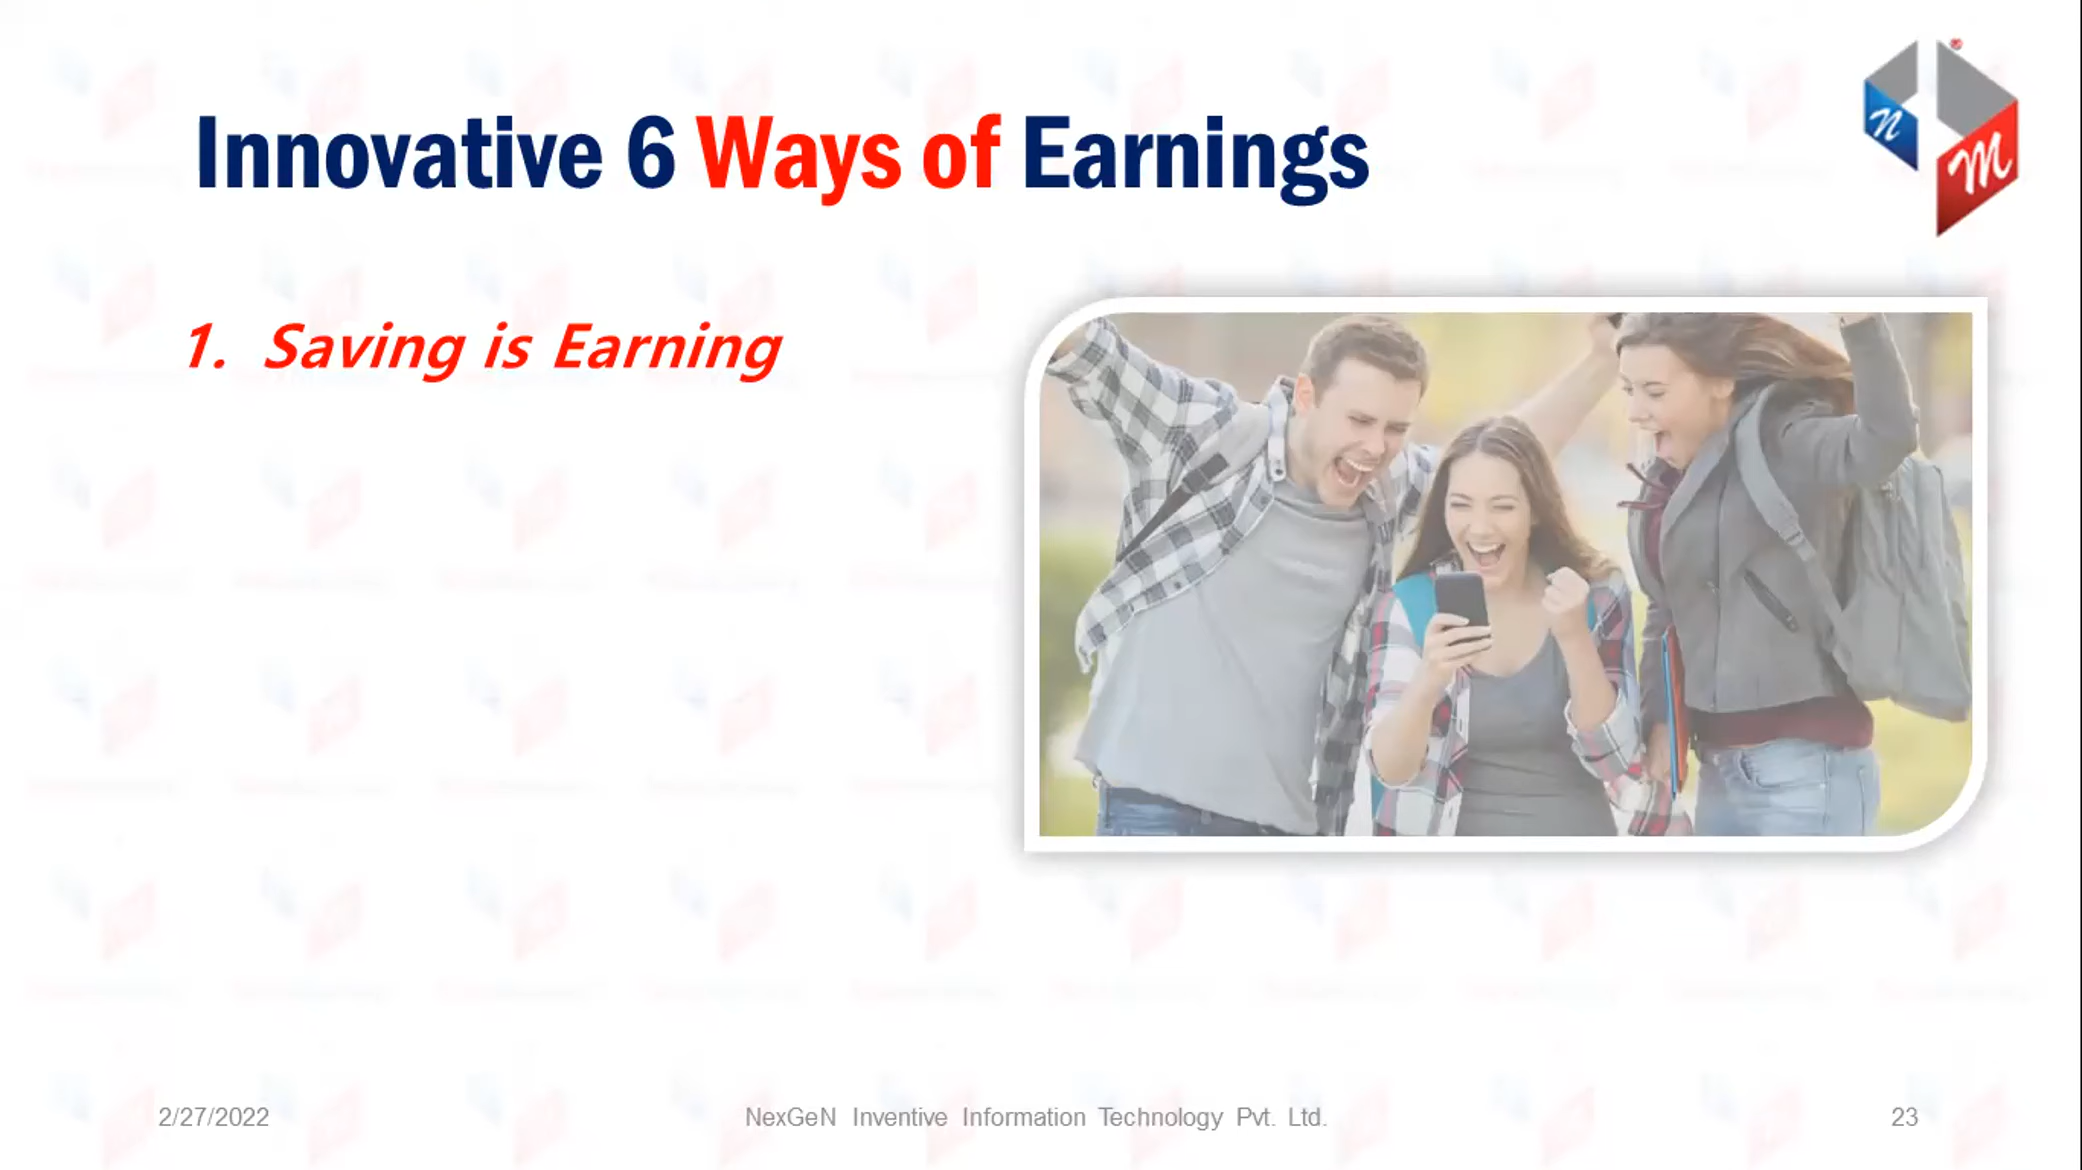 Innovative 6 Ways of Earnings
n
M
1. Saving is Earning
2/27/2022
NexGeN Inventive Information Technology Pvt. Ltd.
23